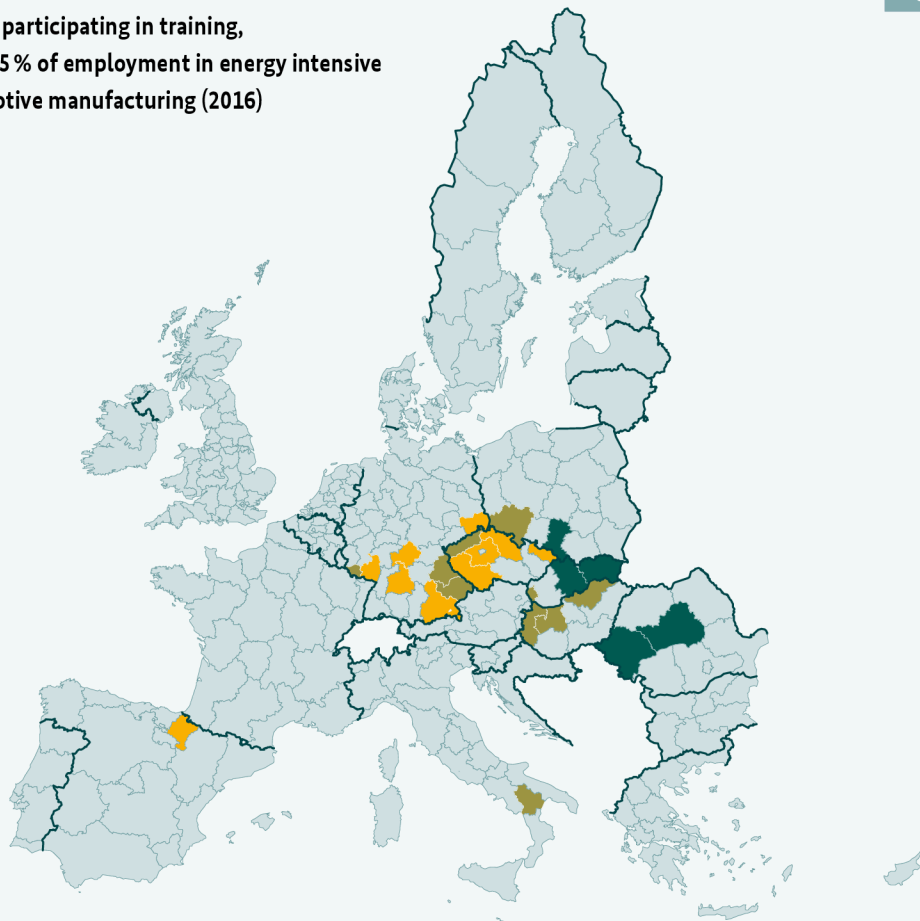 participating in training,
5 % of employment in energy intensive
otive manufacturing (2016)